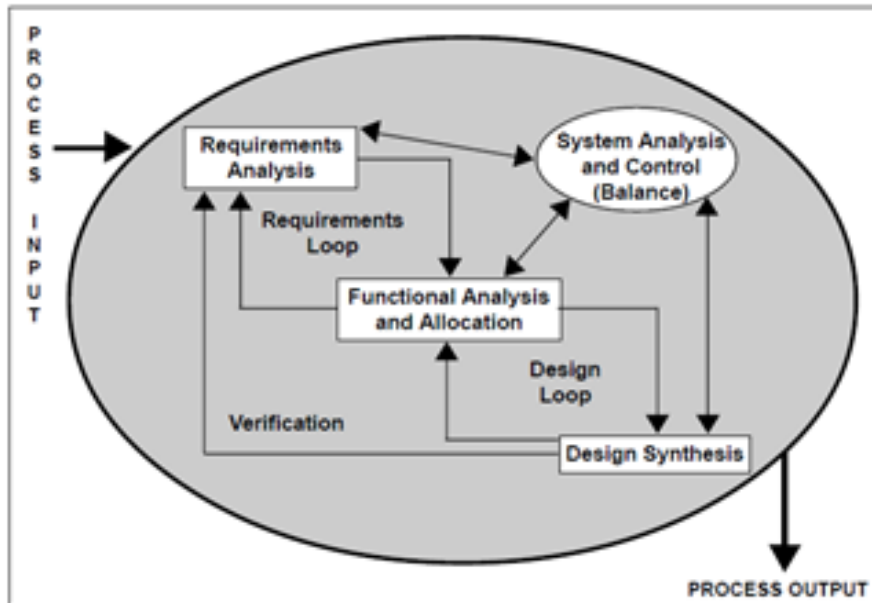 PROCESS INPUT
Requirements
Analysis
System Analysis
and Control
(Balance)
Requirements
Loop
Functional Analysis
and Allocation
Design
Loop
Verification
Design Synthesis
PROCESS OUTPUT